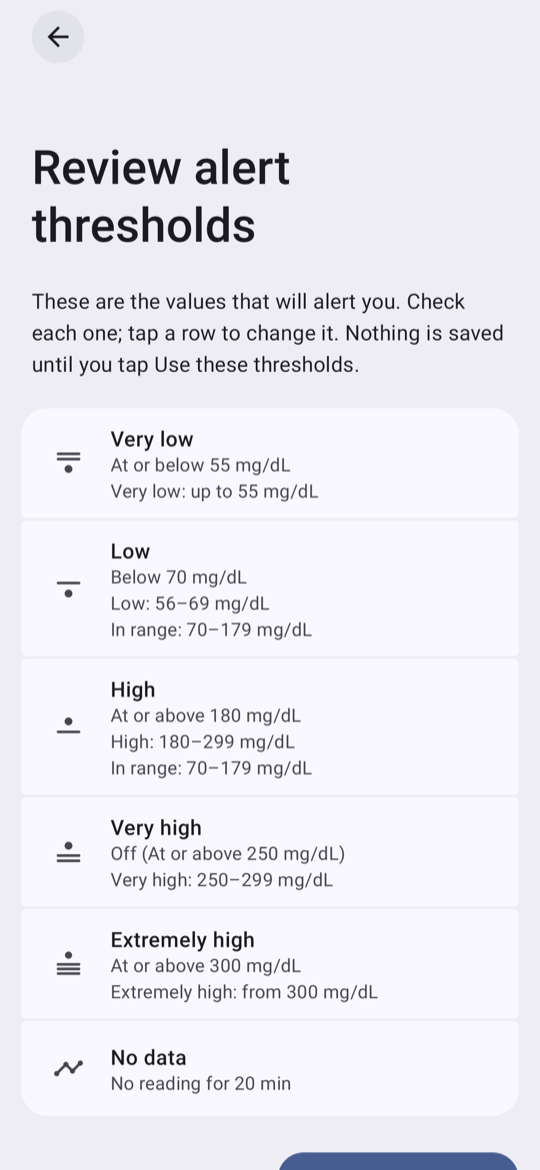 Review alert
thresholds
These are the values that will alert you. Check
each one; tap a row to change it. Nothing is saved
until you tap Use these thresholds.
Very low
At or below 55 mg/dL
Very low: up to 55 mg/dL
Low
Below 70 mg/dL
Low: 56–69 mg/dL
In range: 70–179 mg/dL
High
At or above 180 mg/dL
High: 180–299 mg/dL
In range: 70–179 mg/dL
Very high
Off (At or above 250 mg/dL)
Very high: 250–299 mg/dL
Extremely high
At or above 300 mg/dL
Extremely high: from 300 mg/dL
No data
No reading for 20 min